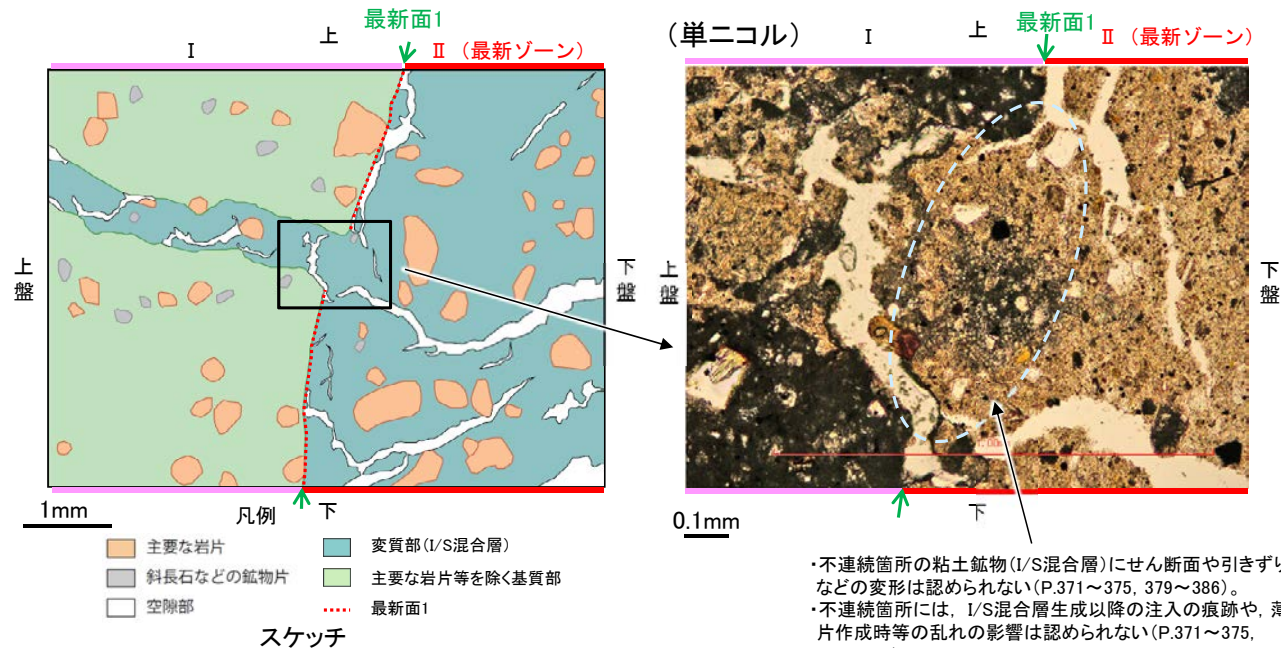 最新面1
Ⅰ
上
Ⅱ (最新ゾーン)
上盤
下盤
1mm
凡例
下
主要な岩片
変質部(I/S混合層)
斜長石などの鉱物片
主要な岩片等を除く基質部
空隙部
最新面1
スケッチ
(単ニコル)
Ⅰ
上
最新面1
Ⅱ (最新ゾーン)
上盤
下盤
0.1mm
下
・不連続箇所の粘土鉱物(I/S混合層)にせん断面や引きずり
などの変形は認められない(P.371~375, 379~386)。
・不連続箇所には, I/S混合層生成以降の注入の痕跡や, 薄
片作成時等の乱れの影響は認められない(P.371~375,